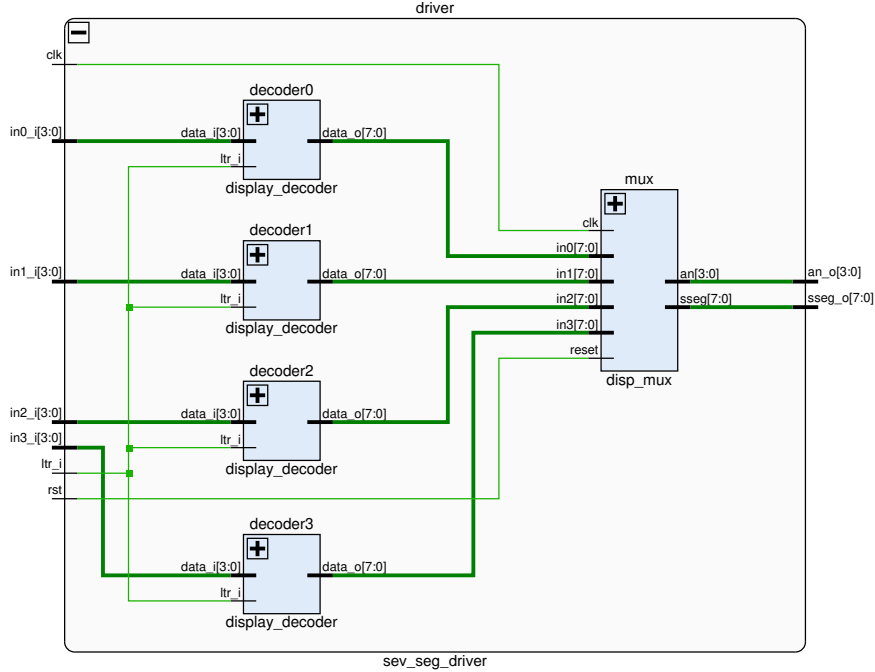 driver
clk
decoder0
in0_i[3:0]
data_i[3:0]
data_o[7:0]
ltr_i
display_decoder
mux
clk
in0[7:0]
in1[7:0]
in2[7:0]
in3[7:0]
reset
an[3:0]
sseg[7:0]
disp_mux
an_o[3:0]
sseg_o[7:0]
decoder1
in1_i[3:0]
data_i[3:0]
data_o[7:0]
ltr_i
display_decoder
decoder2
in2_i[3:0]
data_i[3:0]
data_o[7:0]
in3_i[3:0]
ltr_i
display_decoder
ltr_i
rst
decoder3
data_i[3:0]
data_o[7:0]
ltr_i
display_decoder
sev_seg_driver